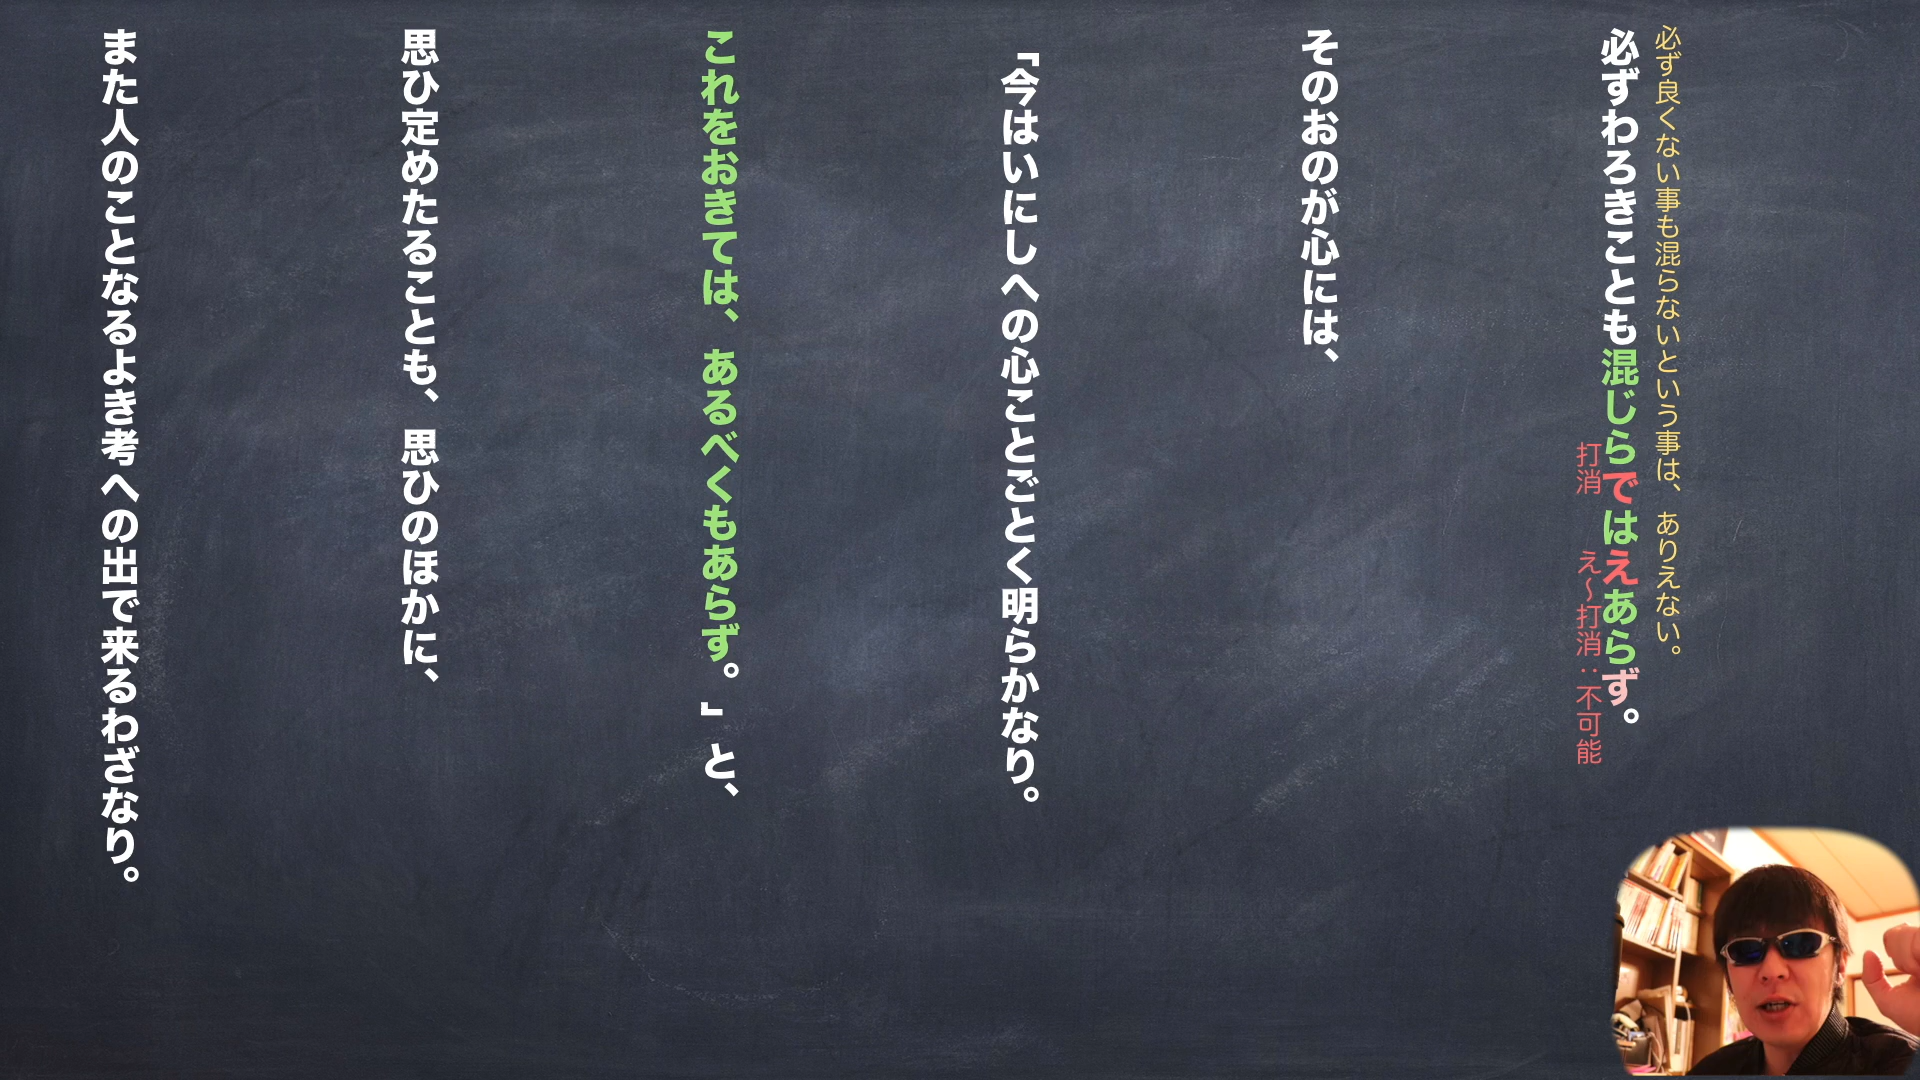 必ず良くない事も混らないという事は、ありえない。
必ずわろきことも混じらではえあらず。
打消 え〜打消：不可能
そのおのが心には、
「今はいにしへの心ことごとく明らかなり。
これをおきては、あるべくもあらず。」と、
思ひ定めたることも、思ひのほかに、
また人のことなるよき考への出で来るわざなり。